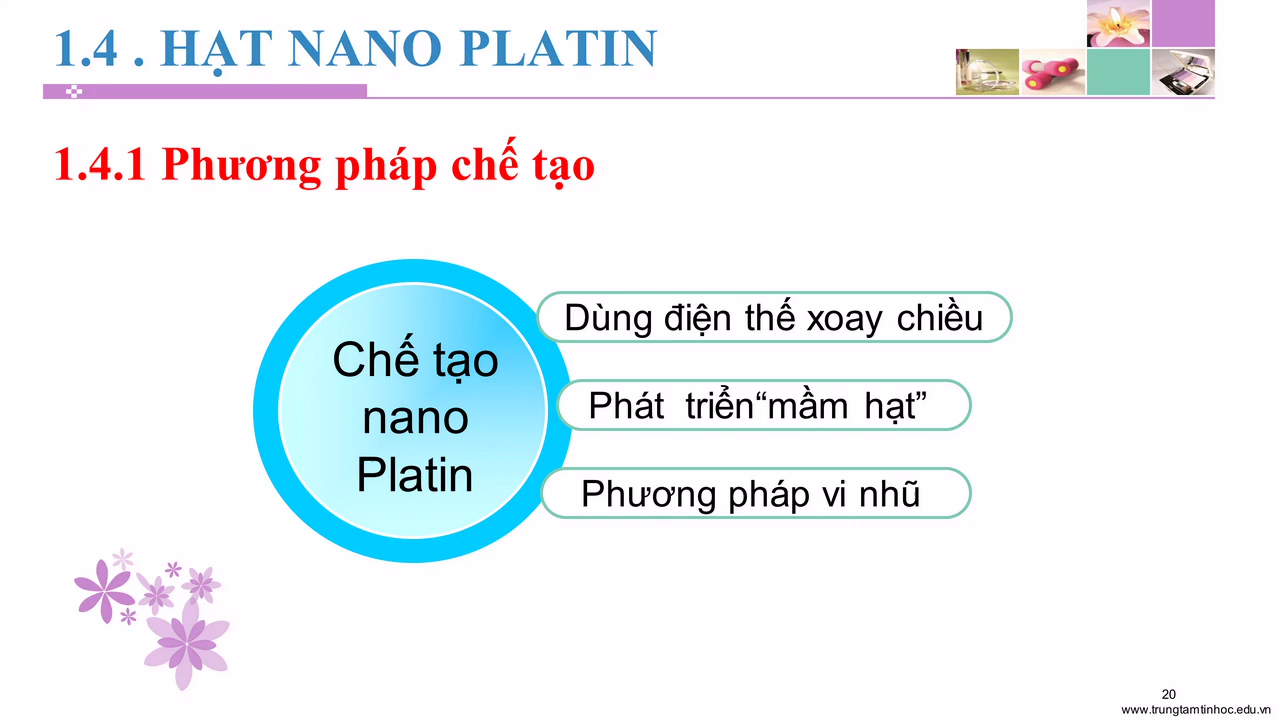 1.4 . HẠT NANO PLATIN
1.4.1 Phương pháp chế tạo
Chế tạo
nano
Platin
Dùng điện thế xoay chiều
Phát triển“mầm hạt”
Phương pháp vi nhũ
20
www.trungtamtinhoc.edu.vn